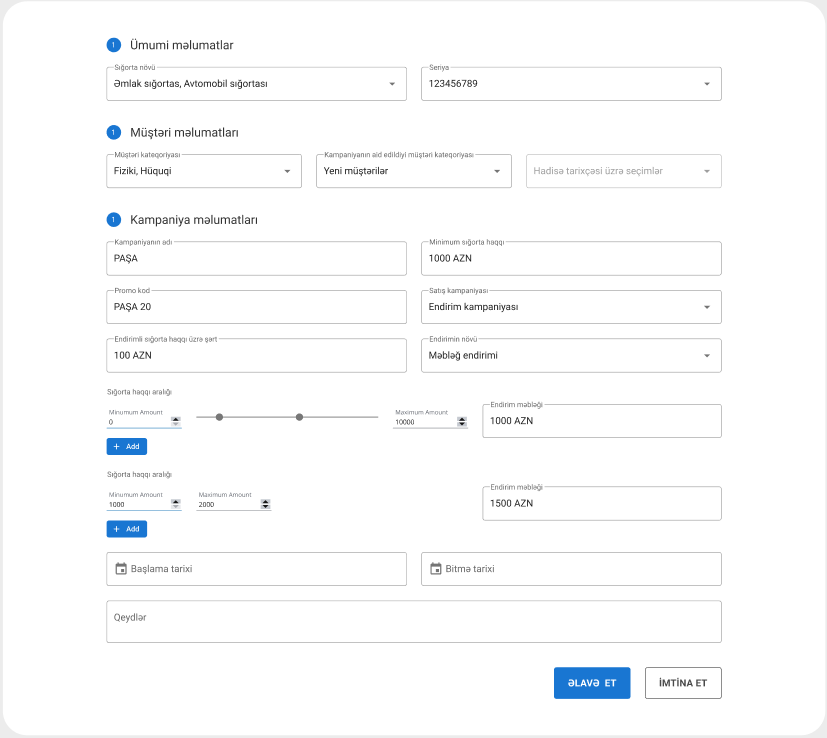 1 Ümumi məlumatlar
Sığorta növü
Əmlak sığortas, Avtomobil sığortası
Seriya
123456789
1 Müştəri məlumatları
Müştəri kateqoriyası
Fiziki, Hüquqi
Kampaniyanın aid edildiyi müştəri kateqoriyası
Yeni müştərilər
Hadisə tarixçəsi üzrə seçimlər
1 Kampaniya məlumatları
Kampaniyanın adı
PAŞA
Minimum sığorta haqqı
1000 AZN
Promo kod
PAŞA 20
Satış kampaniyası
Endirim kampaniyası
Endirimli sığorta haqqı üzrə şərt
100 AZN
Endirimin növü
Məbləğ endirimi
Sığorta haqqı aralığı
Minumum Amount
0
Maximum Amount
10000
Endirim məbləği
1000 AZN
+ Add
Sığorta haqqı aralığı
Minumum Amount
1000
Maximum Amount
2000
Endirim məbləği
1500 AZN
+ Add
Başlama tarixi
Bitmə tarixi
Qeydlər
ƏLAVƏ ET
İMTİNA ET